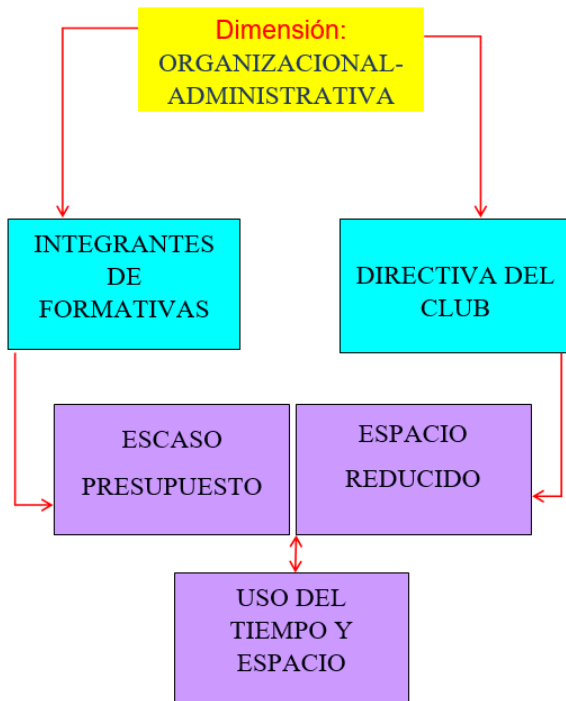 Dimensión:
ORGANIZACIONAL-
ADMINISTRATIVA
INTEGRANTES
DE
FORMATIVAS
DIRECTIVA DEL
CLUB
ESCASO
PRESUPUESTO
ESPACIO
REDUCIDO
USO DEL
TIEMPO Y
ESPACIO